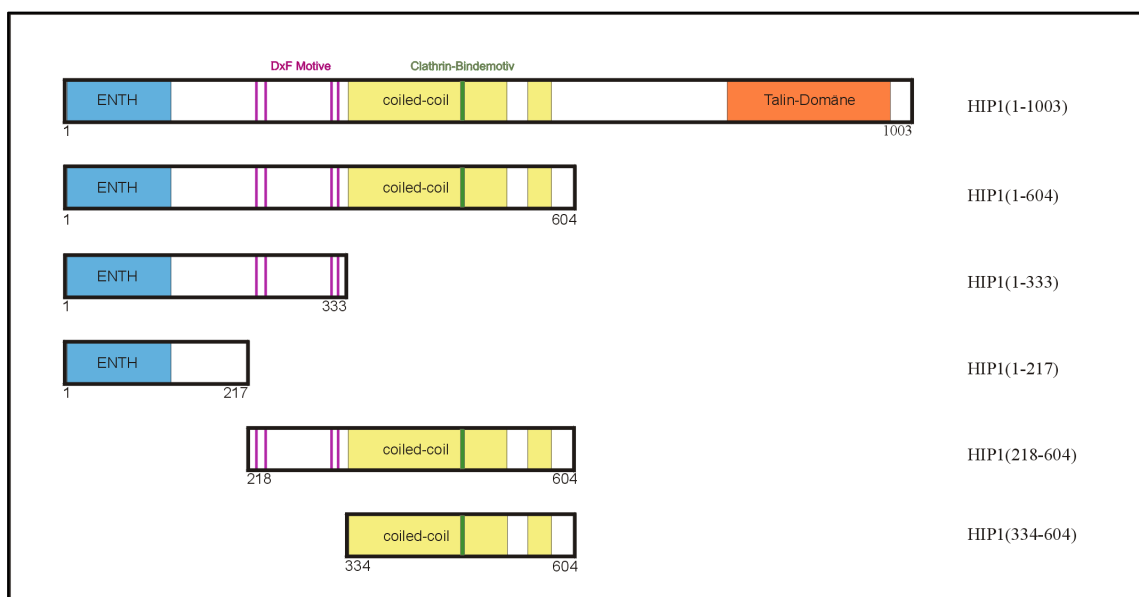 DxF Motive Clathrin-Bindemotiv
ENTH coiled-coil Talin-Domäne HIP1(1-1003)
1 1003
ENTH coiled-coil HIP1(1-604)
1 604
ENTH HIP1(1-333)
1 333
ENTH HIP1(1-217)
1 217
coiled-coil HIP1(218-604)
218 604
coiled-coil HIP1(334-604)
334 604